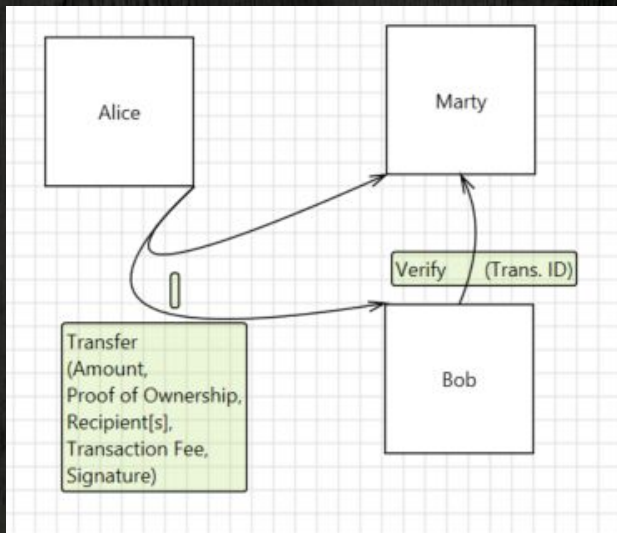 Alice
Marty
Verify (Trans. ID)
Transfer
(Amount,
Proof of Ownership,
Recipient[s],
Transaction Fee,
Signature)
Bob